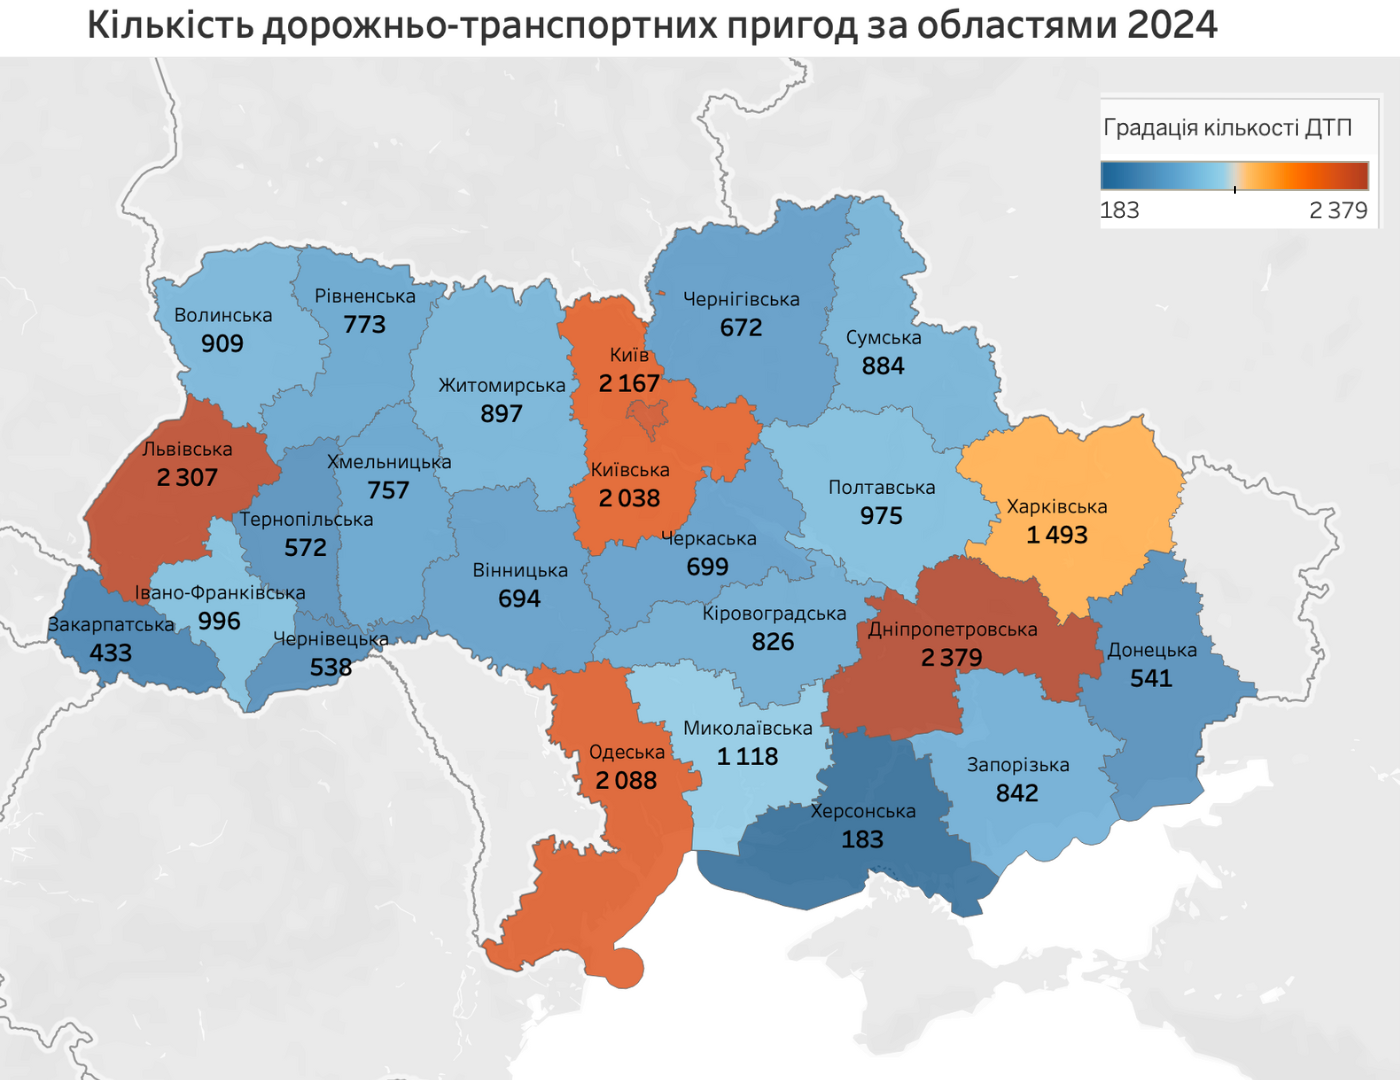 Кількість дорожньо-транспортних пригод за областями 2024
Градація кількості ДТП
183
2 379
Волинська
909
Рівненська
773
Житомирська
897
Київ
2 167
Київська
2 038
Чернігівська
672
Сумська
884
Львівська
2 307
Хмельницька
757
Тернопільська
572
Івано-Франківська
996
Закарпатська
433
Чернівецька
538
Вінницька
694
Черкаська
699
Полтавська
975
Харківська
1 493
Кіровоградська
826
Дніпропетровська
2 379
Донецька
541
Одеська
2 088
Миколаївська
1 118
Запорізька
842
Херсонська
183